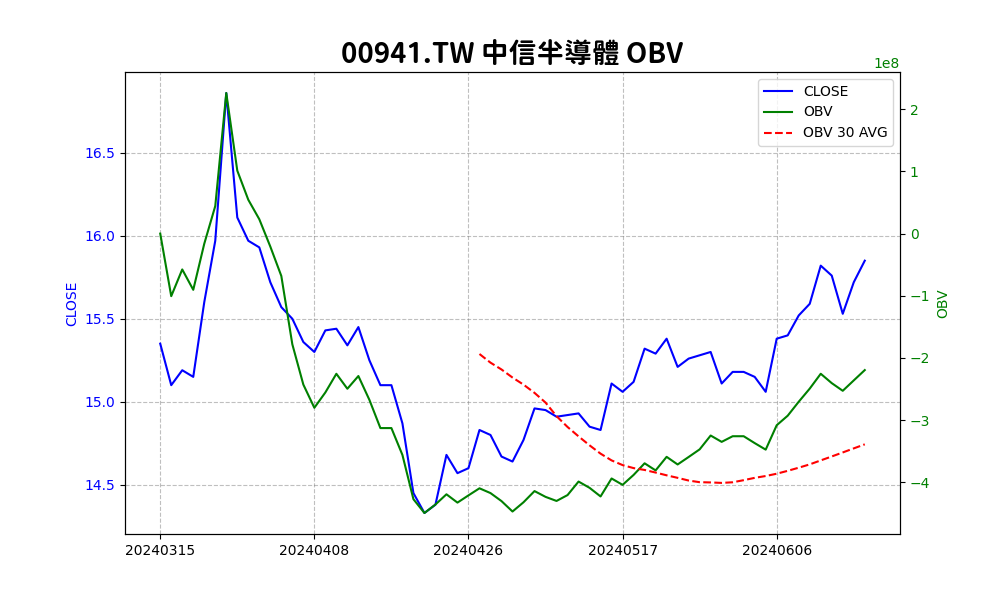 00941.TW 中信半導體 OBV
1e8
CLOSE
OBV
OBV 30 AVG
CLOSE
16.5
16.0
15.5
15.0
14.5
2
1
0
−1
−2
−3
−4
OBV
20240315
20240408
20240426
20240517
20240606